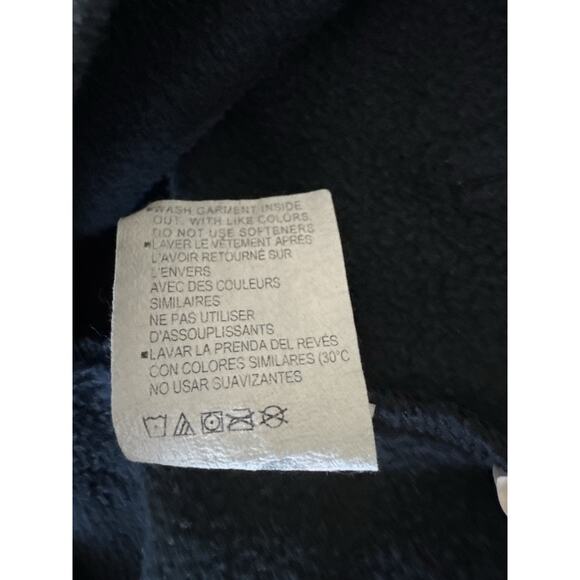 ▪WASH GARMENT INSIDE
OUT, WITH LIKE COLORS,
DO NOT USE SOFTENERS
▪LAVER LE VÊTEMENT APRÈS
L'AVOIR RETOURNÉ SUR
L'ENVERS
AVEC DES COULEURS
SIMILAIRES
NE PAS UTILISER
D'ASSOUPLISSANTS
▪LAVAR LA PRENDA DEL REVÉS
CON COLORES SIMILARES (30°C
NO USAR SUAVIZANTES